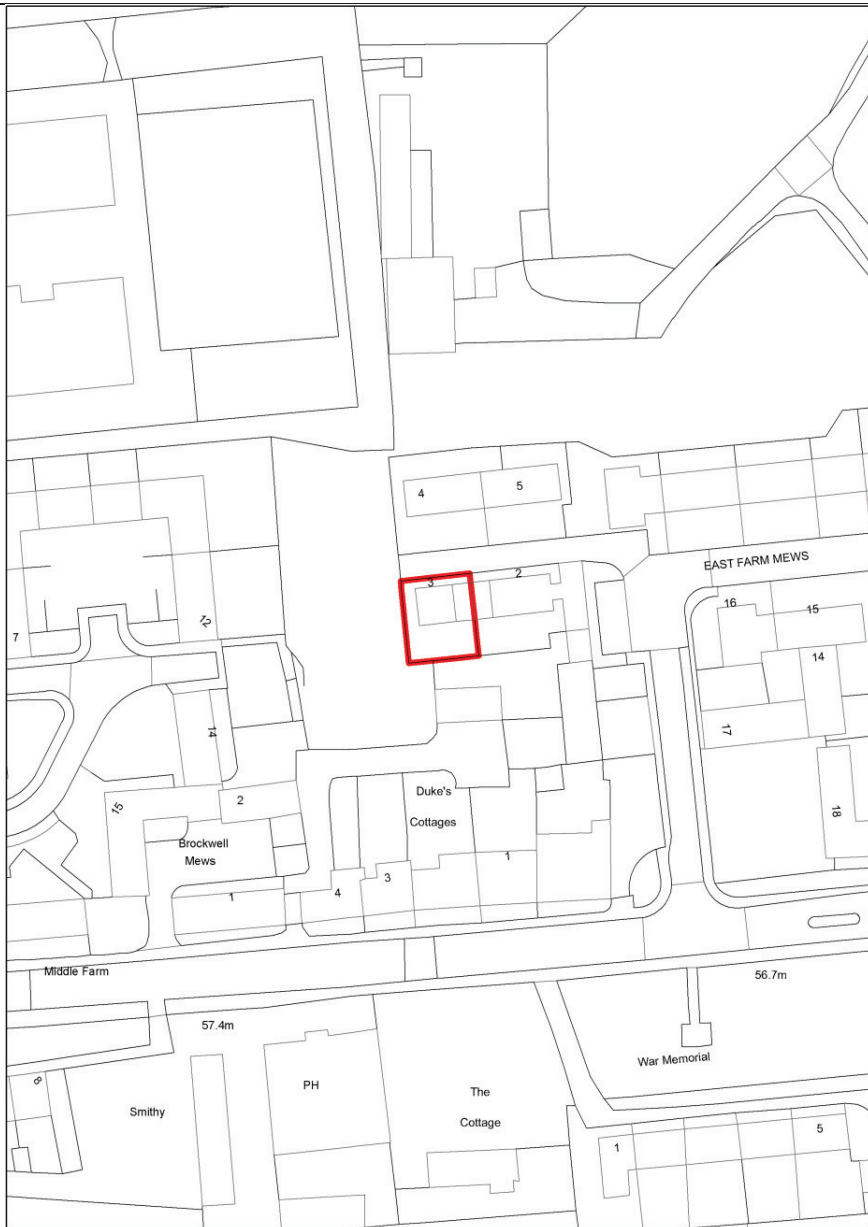 4
5
EAST FARM MEWS
3
2
16
15
7
12
14
17
14
2
15
18
Duke's
Cottages
Brockwell
Mews
1
3
4
1
Middle Farm
56.7m
57.4m
War Memorial
8
PH
The
Cottage
Smithy
1
5